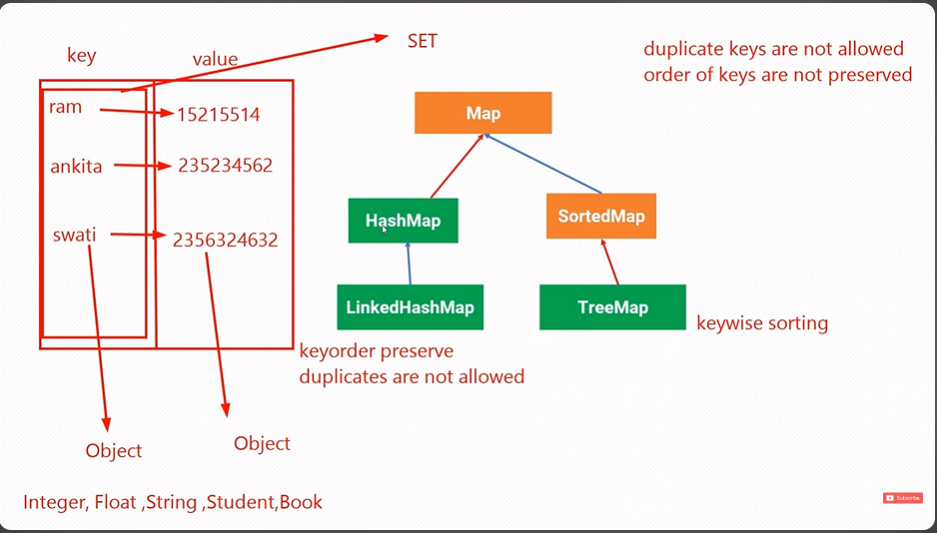 SET
key
value
ram
15215514
ankita
235234562
swati
2356324632
Object
Object
Integer, Float ,String ,Student,Book
duplicate keys are not allowed
order of keys are not preserved
Map
HashMap
SortedMap
LinkedHashMap
TreeMap
keyorder preserve
duplicates are not allowed
keywise sorting
Subscribe